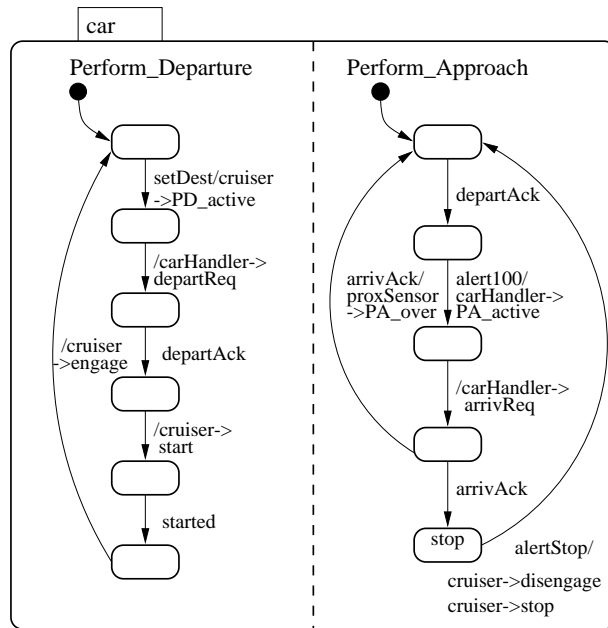 car
Perform_Departure
setDest/cruiser
->PD_active
/carHandler->
departReq
/cruiser
->engage
departAck
/cruiser->
start
started
Perform_Approach
departAck
arrivAck/
proxSensor
->PA_over
alert100/
carHandler->
PA_active
/carHandler->
arrivReq
arrivAck
stop
alertStop/
cruiser->disengage
cruiser->stop